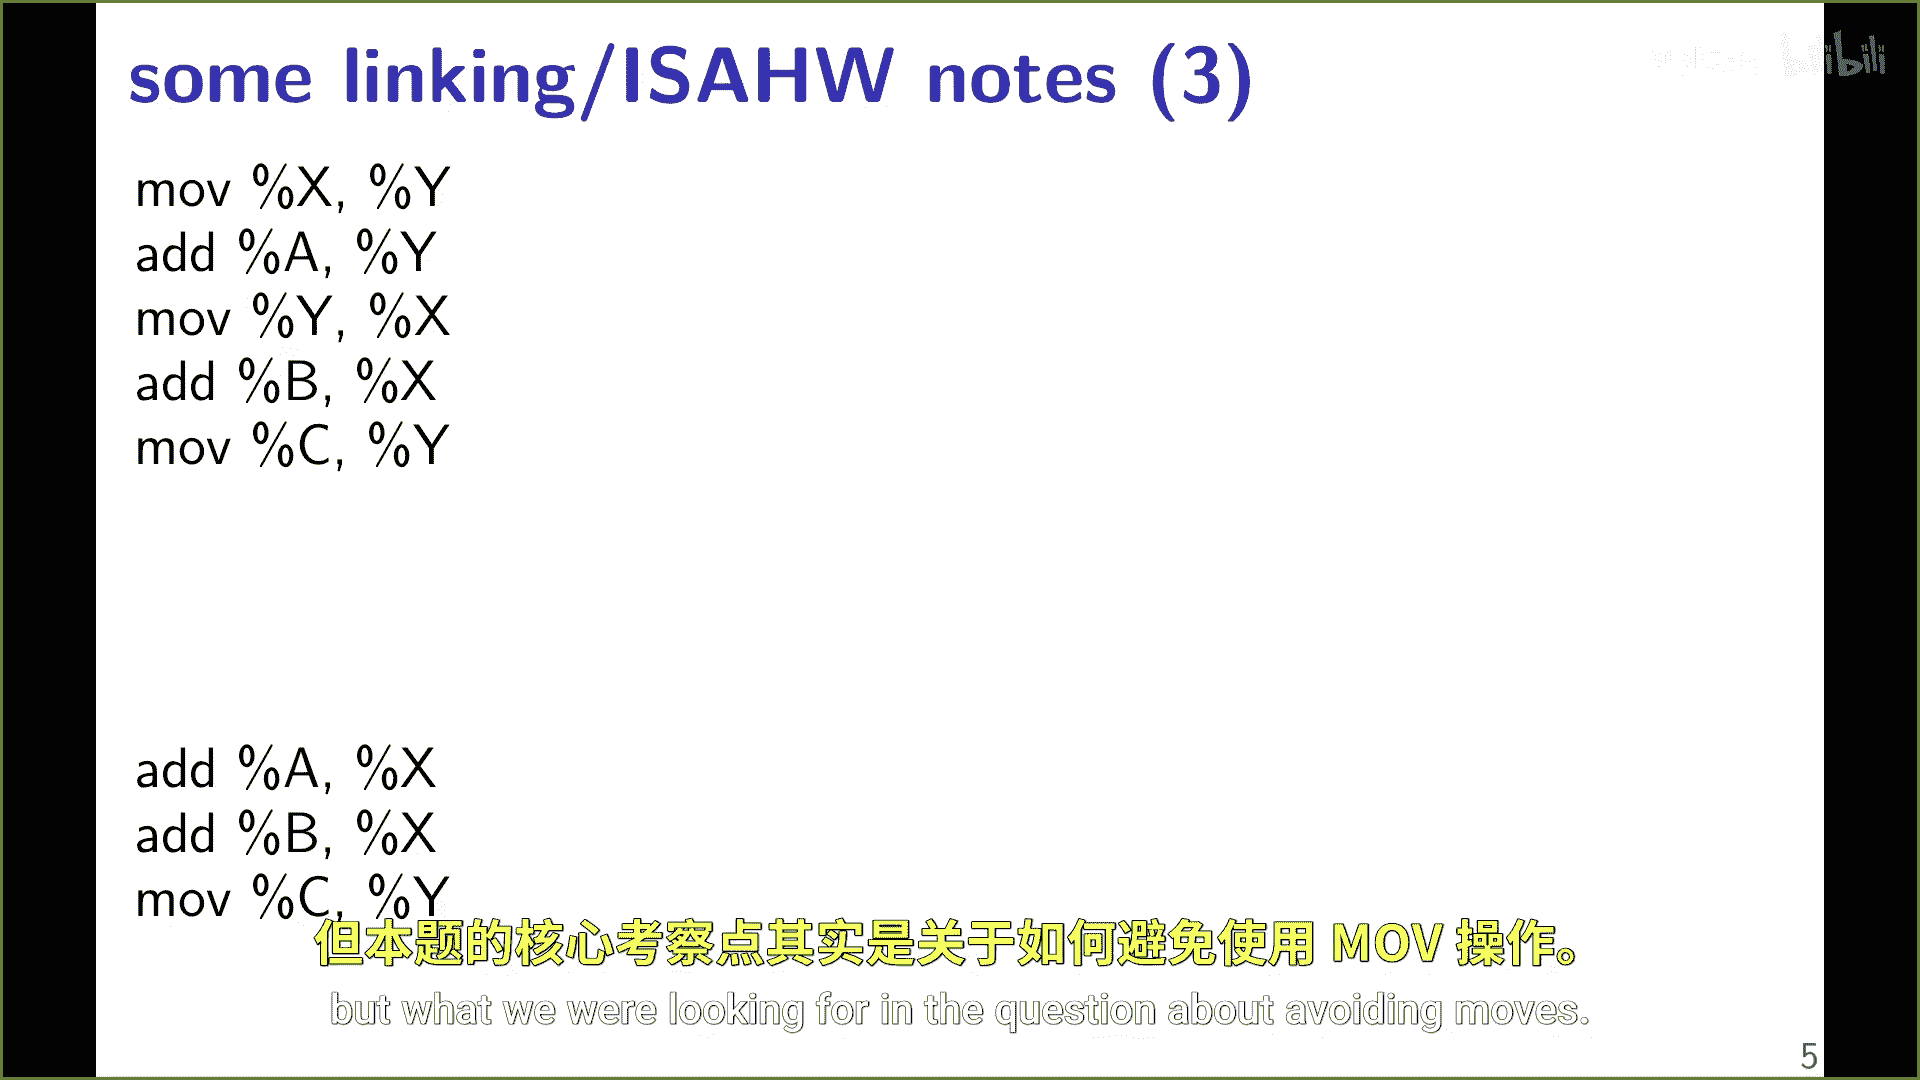 some linking/ISAHW notes (3)
mov %X, %Y
add %A, %Y
mov %Y, %X
add %B, %X
mov %C, %Y
add %A, %X
add %B, %X
mov %C, %Y
但本题的核心考察点其实是关于如何避免使用 MOV 操作。
but what we were looking for in the question about avoiding moves.
5
bilibili